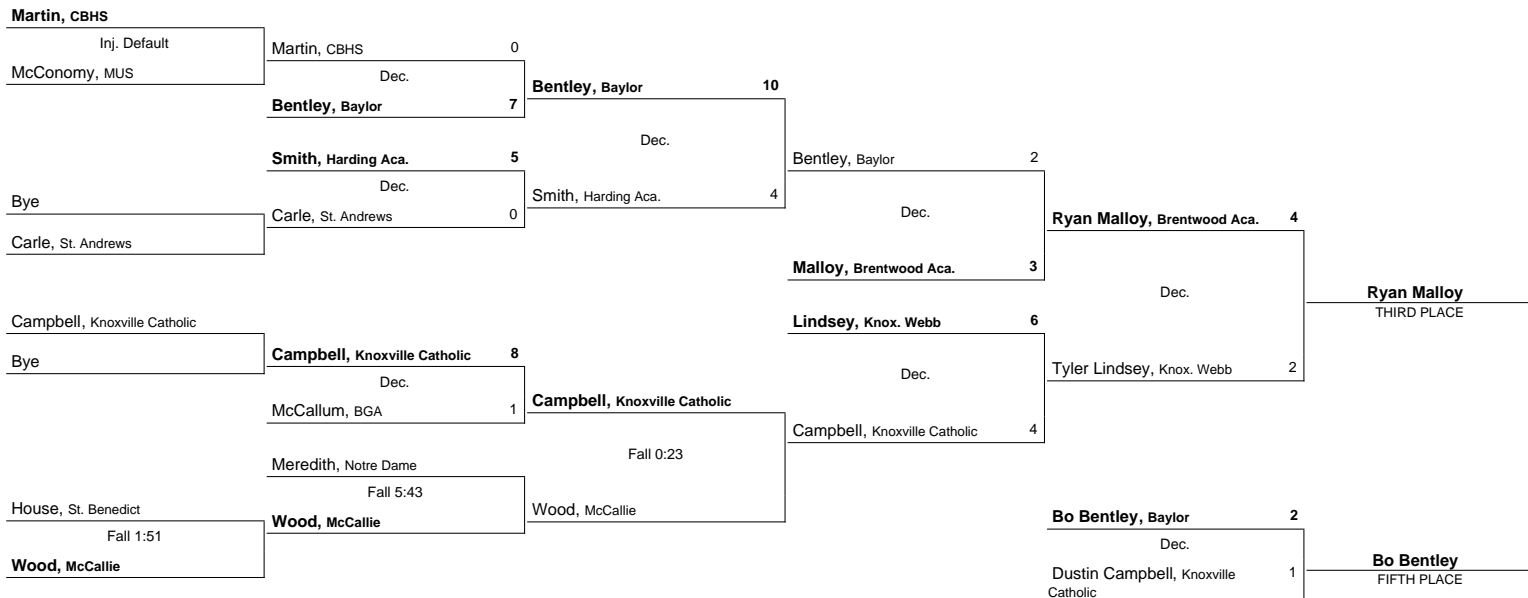 Martin, CBHS
Inj. Default
McConomy, MUS
Bye
Carle, St. Andrews
Campbell, Knoxville Catholic
Bye
House, St. Benedict
Fall 1:51
Wood, McCallie
Martin, CBHS 0
Dec.
Bentley, Baylor 7
Smith, Harding Aca. 5
Dec.
Carle, St. Andrews 0
Campbell, Knoxville Catholic 8
Dec.
McCallum, BGA 1
Meredith, Notre Dame
Fall 5:43
Wood, McCallie
Bentley, Baylor 10
Dec.
Smith, Harding Aca. 4
Campbell, Knoxville Catholic
Fall 0:23
Wood, McCallie
Bentley, Baylor 2
Dec.
Malloy, Brentwood Aca. 3
Lindsey, Knox. Webb 6
Dec.
Campbell, Knoxville Catholic 4
Ryan Malloy, Brentwood Aca. 4
Dec.
Tyler Lindsey, Knox. Webb 2
Ryan Malloy
THIRD PLACE
Bo Bentley, Baylor 2
Dec.
Dustin Campbell, Knoxville 1
Catholic
Bo Bentley
FIFTH PLACE